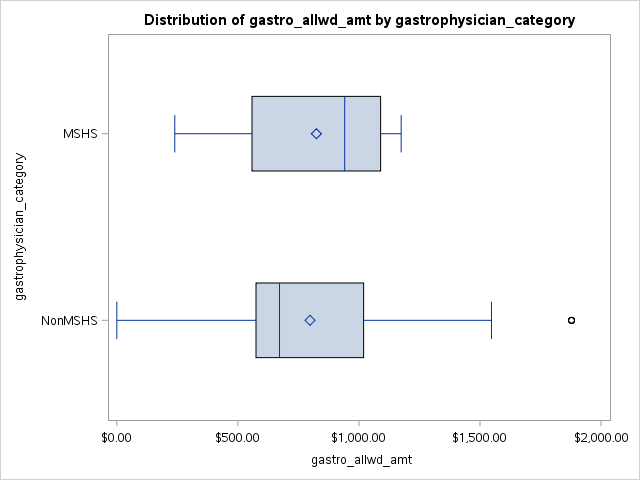 Distribution of gastro_allwd_amt by gastrophysician_category
gastrophysician_category
MSHS
NonMSHS
$0.00
$500.00
$1,000.00
$1,500.00
$2,000.00
gastro_allwd_amt